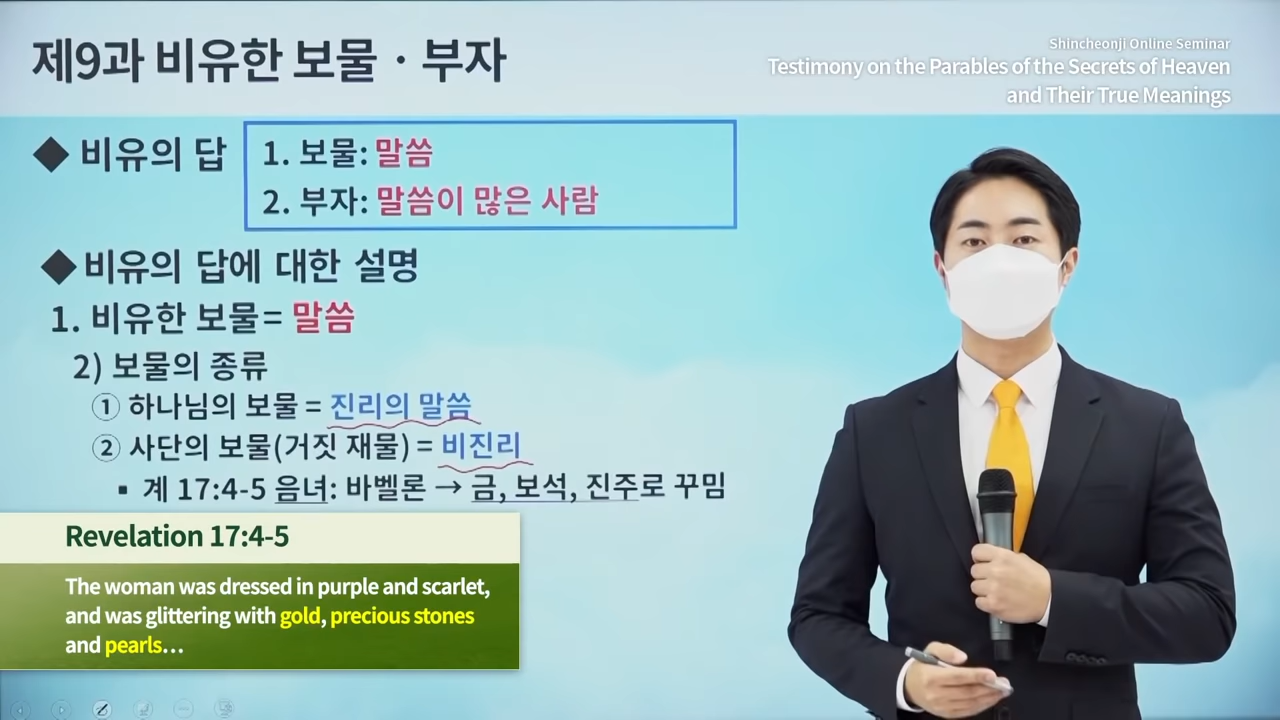 제9과 비유한 보물 · 부자
Shincheonji Online Seminar
Testimony on the Parables of the Secrets of Heaven
and Their True Meanings
◆ 비유의 답
1. 보물: 말씀
2. 부자: 말씀이 많은 사람
◆ 비유의 답에 대한 설명
1. 비유한 보물= 말씀
2) 보물의 종류
① 하나님의 보물 = 진리의 말씀
② 사단의 보물(거짓 재물) = 비진리
▪ 계 17:4-5 음녀: 바벨론 → 금, 보석, 진주로 꾸밈
Revelation 17:4-5
The woman was dressed in purple and scarlet,
and was glittering with gold, precious stones
and pearls…